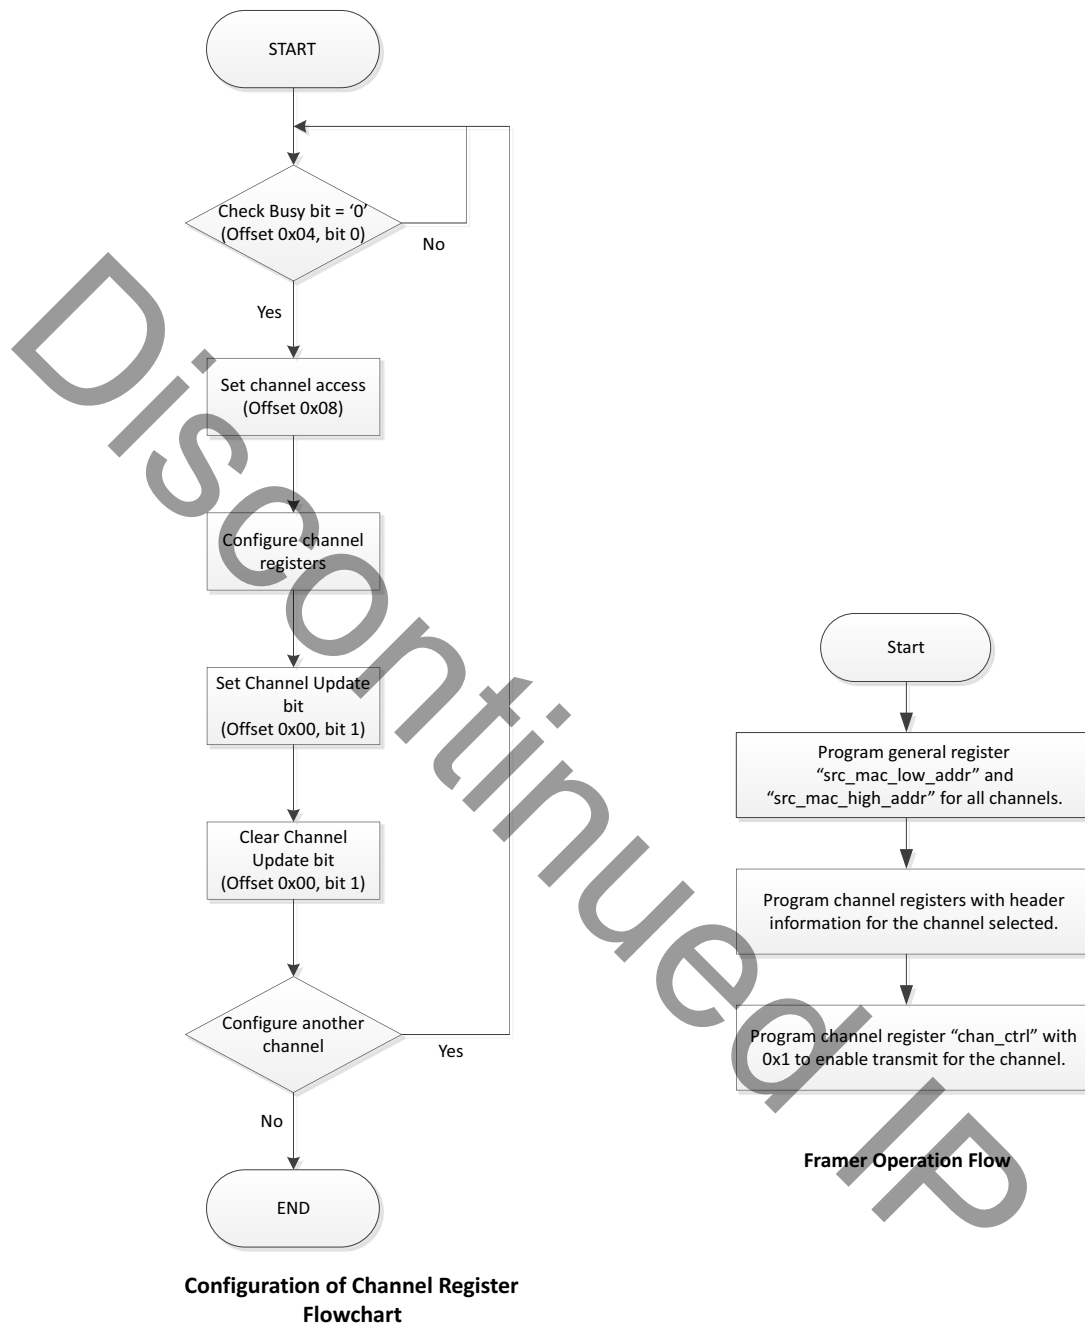 START
Check Busy bit = ‘0’
(Offset 0x04, bit 0)
No
Yes
Set channel access
(Offset 0x08)
Configure channel
registers
Set Channel Update
bit
(Offset 0x00, bit 1)
Clear Channel
Update bit
(Offset 0x00, bit 1)
Configure another
channel
Yes
No
END
Configuration of Channel Register
Flowchart
Start
Program general register
“src_mac_low_addr” and
“src_mac_high_addr” for all channels.
Program channel registers with header
information for the channel selected.
Program channel register “chan_ctrl” with
0x1 to enable transmit for the channel.
Framer Operation Flow
Discontinued IP